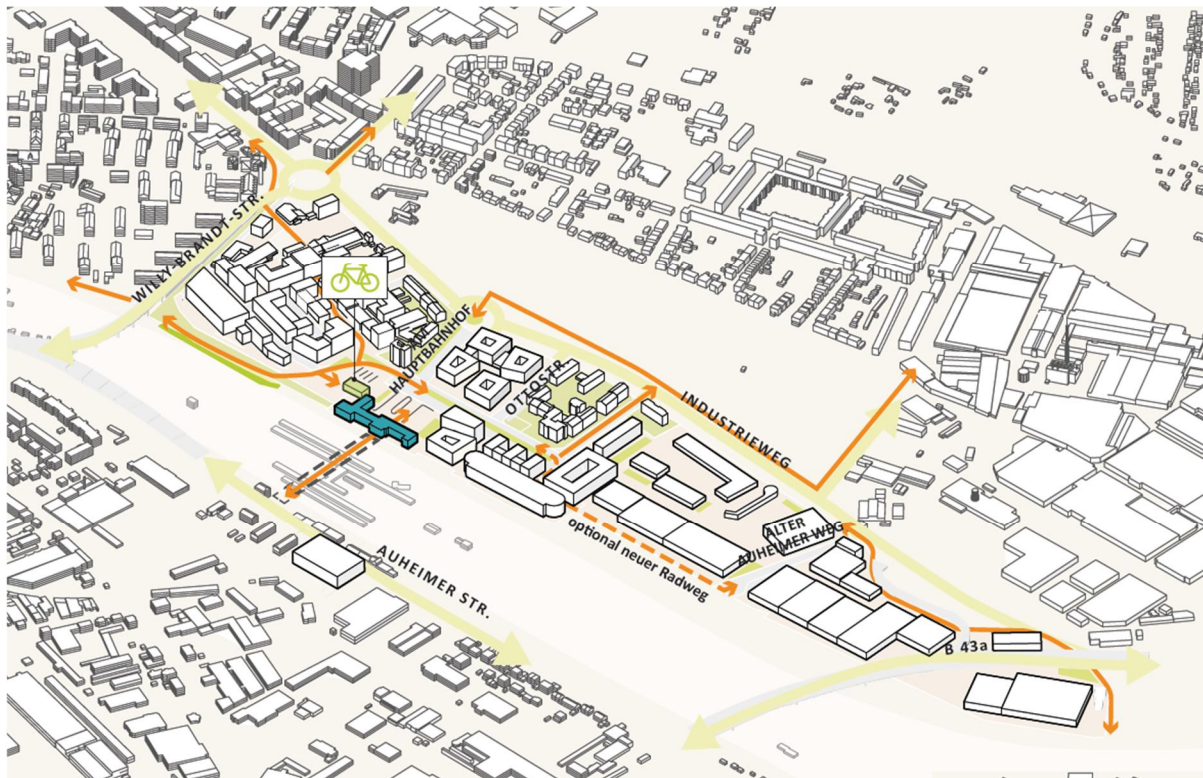 WILLY-BRANDT-STR.
AM
HAUPTBAHNHOF
OTTOSTR.
INDUSTRIEWEG
ALTER
AUHEIMER WEG
optional neuer Radweg
AUHEIMER STR.
B 43a